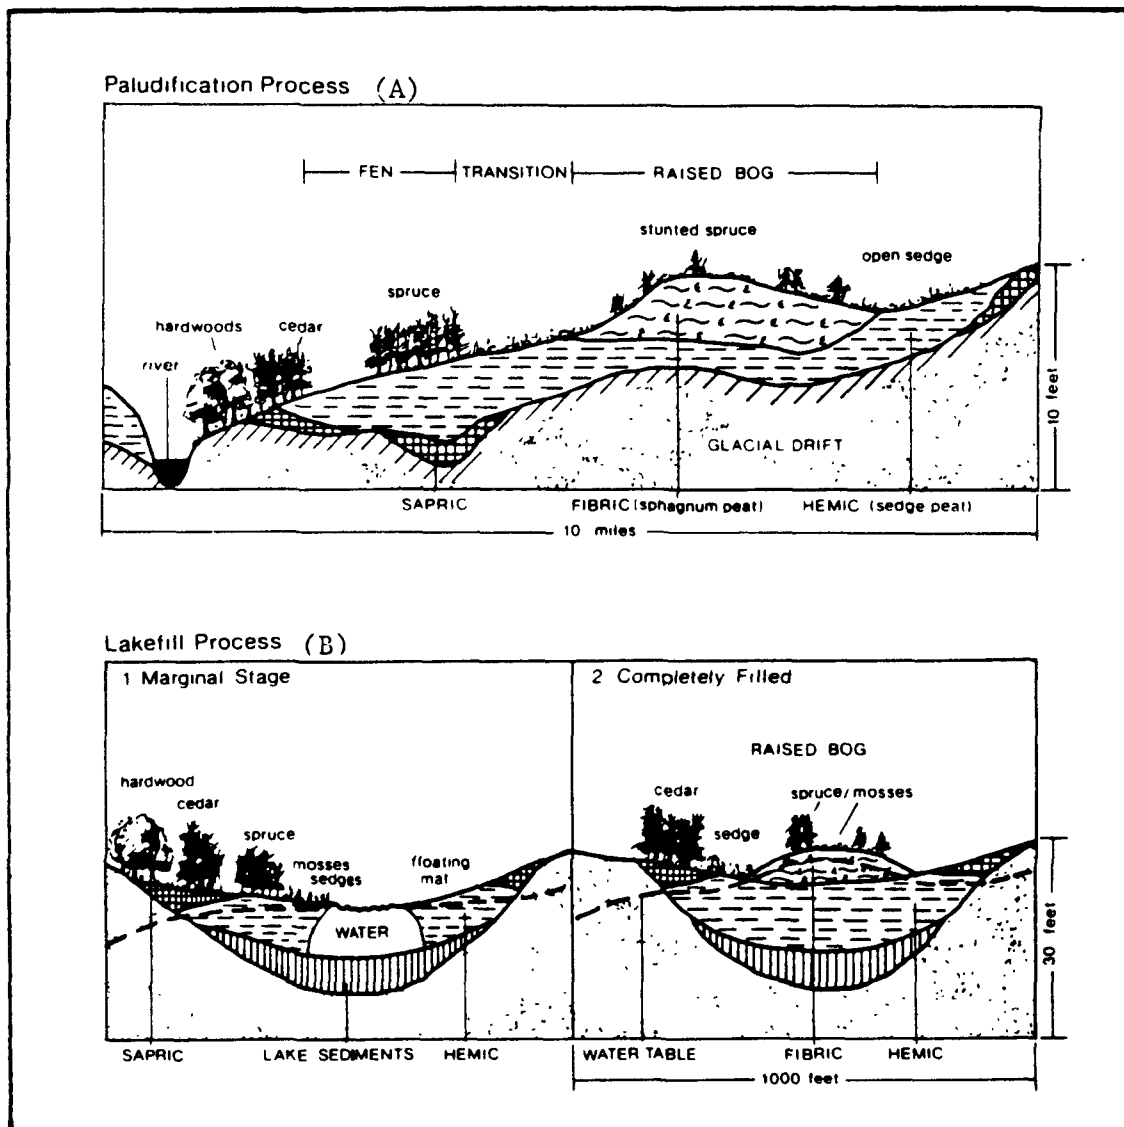 Paludification Process (A)
FEN TRANSITION RAISED BOG
stunted spruce
open sedge
spruce
hardwoods cedar
river
10 feet
GLACIAL DRIFT
SAPRIC FIBRIC (sphagnum peat) HEMIC (sedge peat)
10 miles
Lakefill Process (B)
1 Marginal Stage
2 Completely Filled
RAISED BOG
hardwood
cedar
spruce
mosses
sedges
floating
mat
WATER
cedar
spruce/mosses
sedge
30 feet
SAPRIC LAKE SEDIMENTS HEMIC
WATER TABLE FIBRIC HEMIC
1000 feet